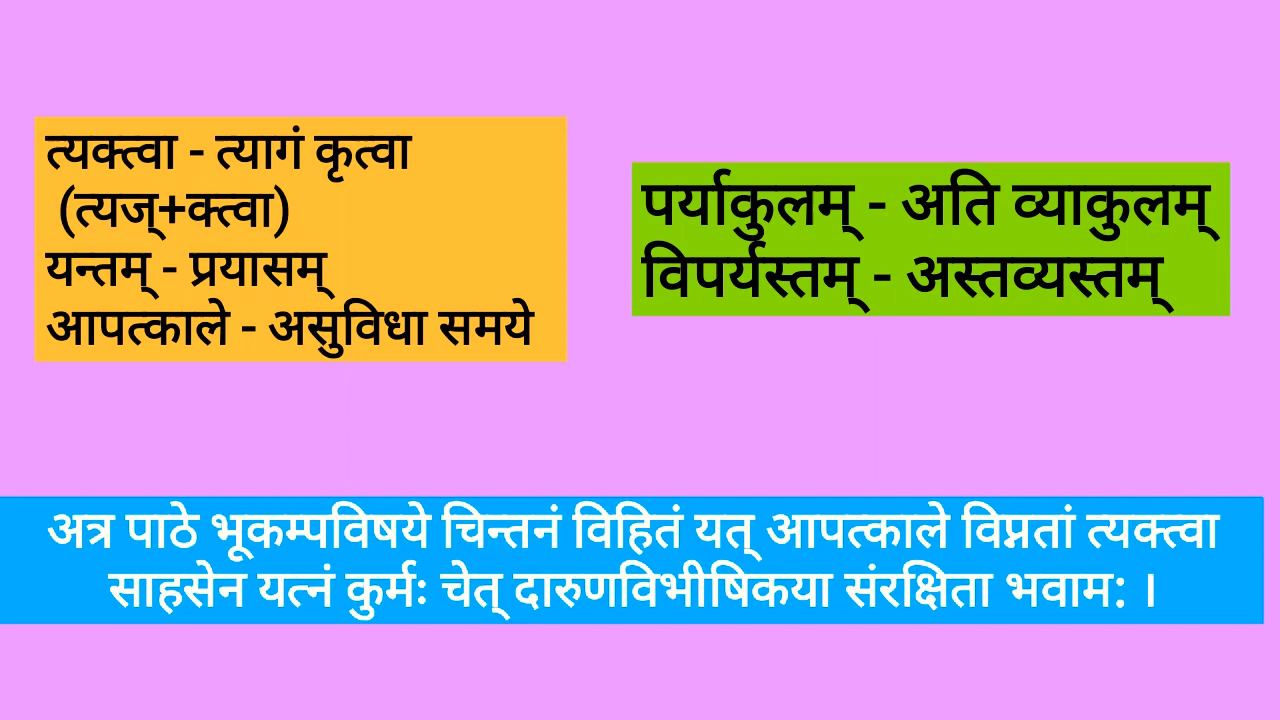 त्यक्त्वा - त्यागं कृत्वा
(त्यज्+क्त्वा)
यन्तम् - प्रयासम्
आपत्काले - असुविधा समये
पर्याकुलम् - अति व्याकुलम्
विपर्यस्तम् - अस्तव्यस्तम्
अत्र पाठे भूकम्पविषये चिन्तनं विहितं यत् आपत्काले विप्नतां त्यक्त्वा
साहसेन यत्नं कुर्मः चेत् दारुणविभीषिकया संरक्षिता भवाम: ।